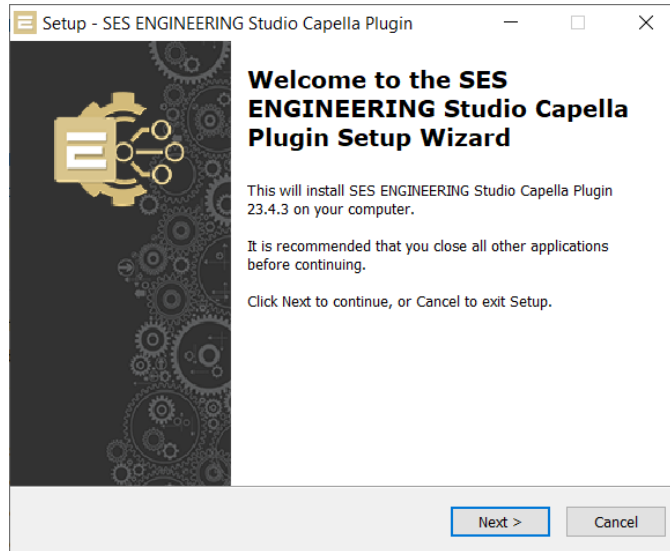 Setup - SES ENGINEERING Studio Capella Plugin
Welcome to the SES
ENGINEERING Studio Capella
Plugin Setup Wizard
This will install SES ENGINEERING Studio Capella Plugin
23.4.3 on your computer.
It is recommended that you close all other applications
before continuing.
Click Next to continue, or Cancel to exit Setup.
Next >
Cancel